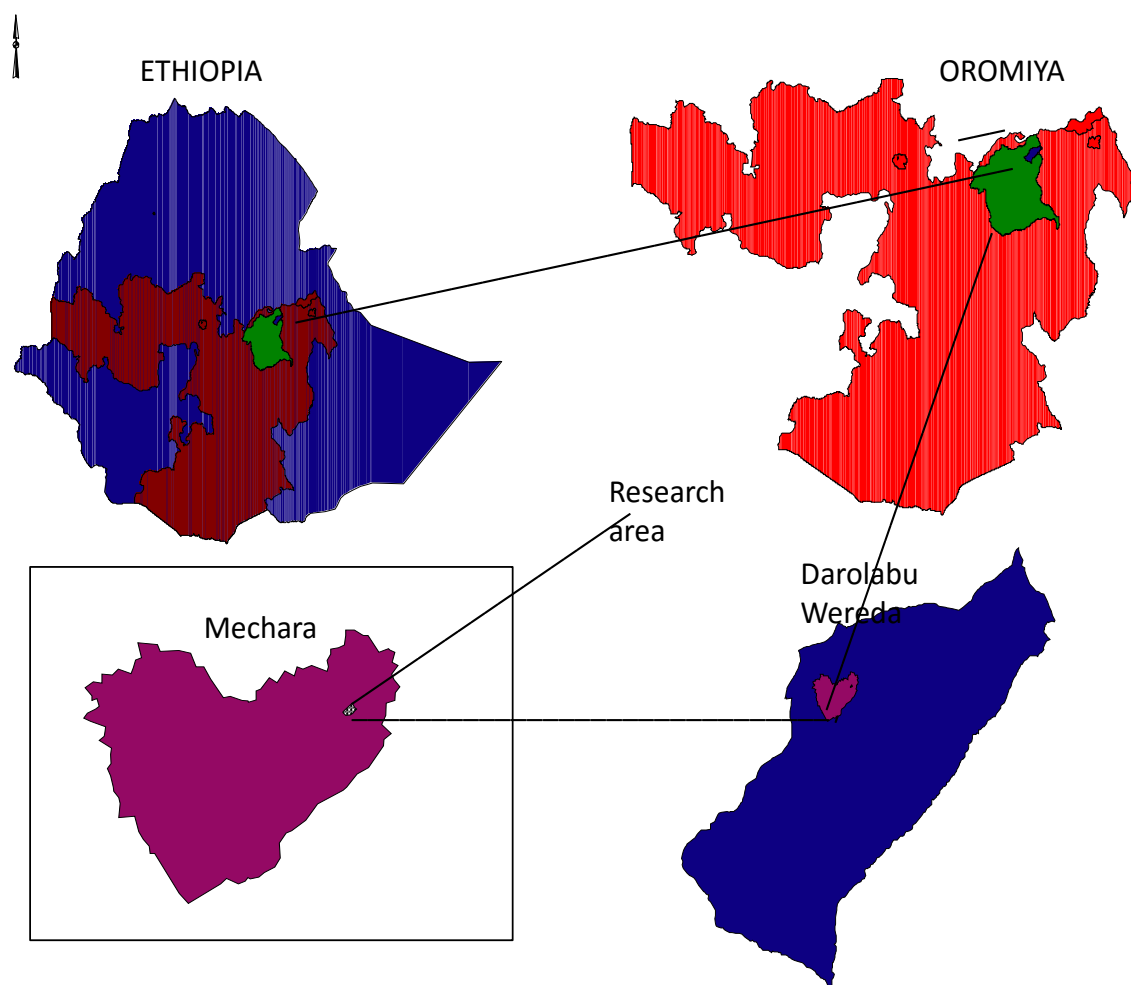 ETHIOPIA
OROMIYA
Research
area
Darolabu
Wereda
Mechara